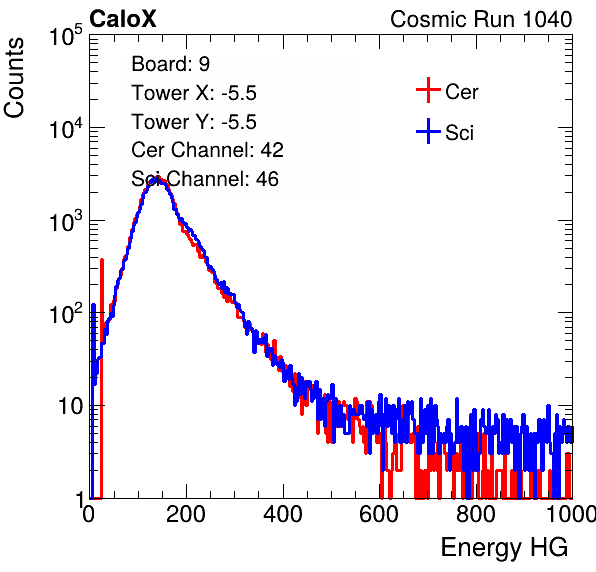 CaloX
Cosmic Run 1040
Counts
10^5
10^4
10^3
10^2
10
1
Board: 9
Tower X: -5.5
Tower Y: -5.5
Cer Channel: 42
Sci Channel: 46
Cer
Sci
0 200 400 600 800 1000
Energy HG